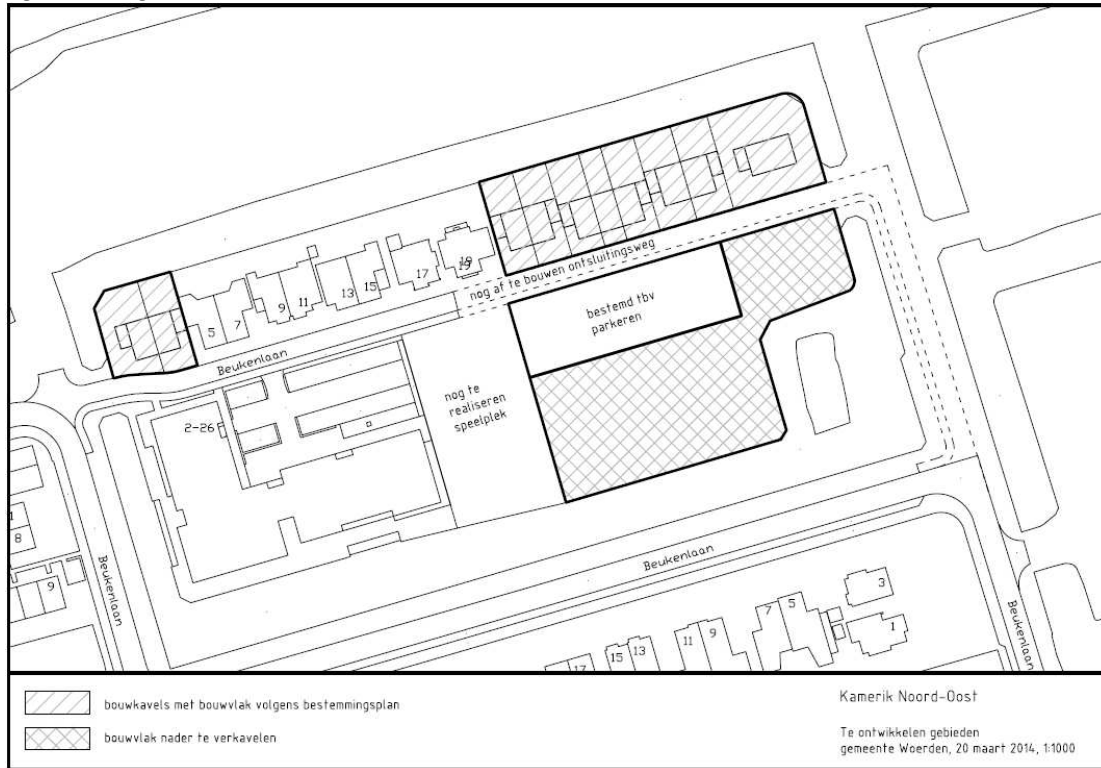 nog af te bouwen ontsluitingsweg
bestemd tbv
parkeren
nog te
realiseren
speelplek
Beukenlaan
5
7
9
11
13
15
17
19
2-26
8
9
Beukenlaan
Beukenlaan
Beukenlaan
3
1
5
7
9
11
13
15
17
bouwkavels met bouwvlak volgens bestemmingsplan
bouwvlak nader te verkavelen
Kamerik Noord-Oost
Te ontwikkelen gebieden
gemeente Woerden, 20 maart 2014, 1:1000